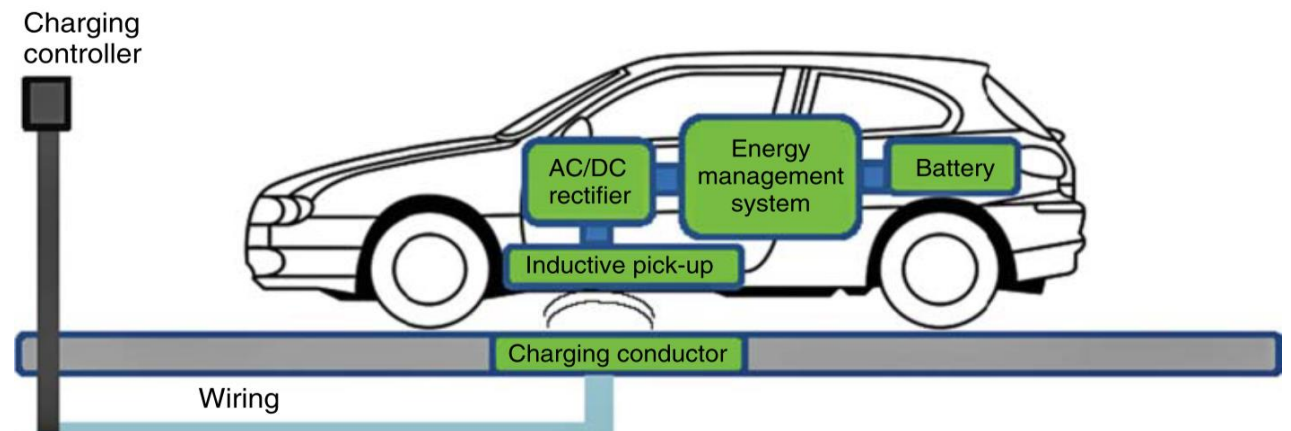 Charging
controller
AC/DC
rectifier
Energy
management
system
Battery
Inductive pick-up
Charging conductor
Wiring